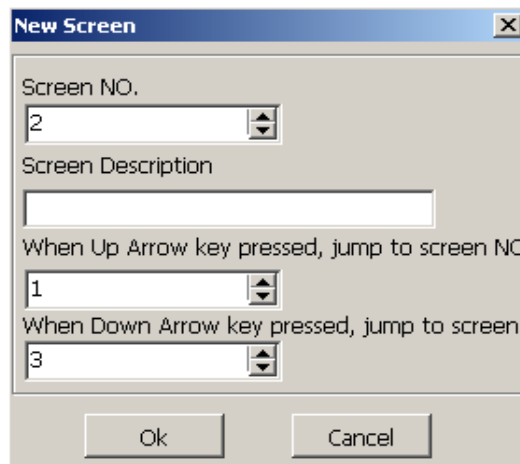 New Screen
Screen NO.
2
Screen Description
When Up Arrow key pressed, jump to screen NO
1
When Down Arrow key pressed, jump to screen
3
Ok
Cancel